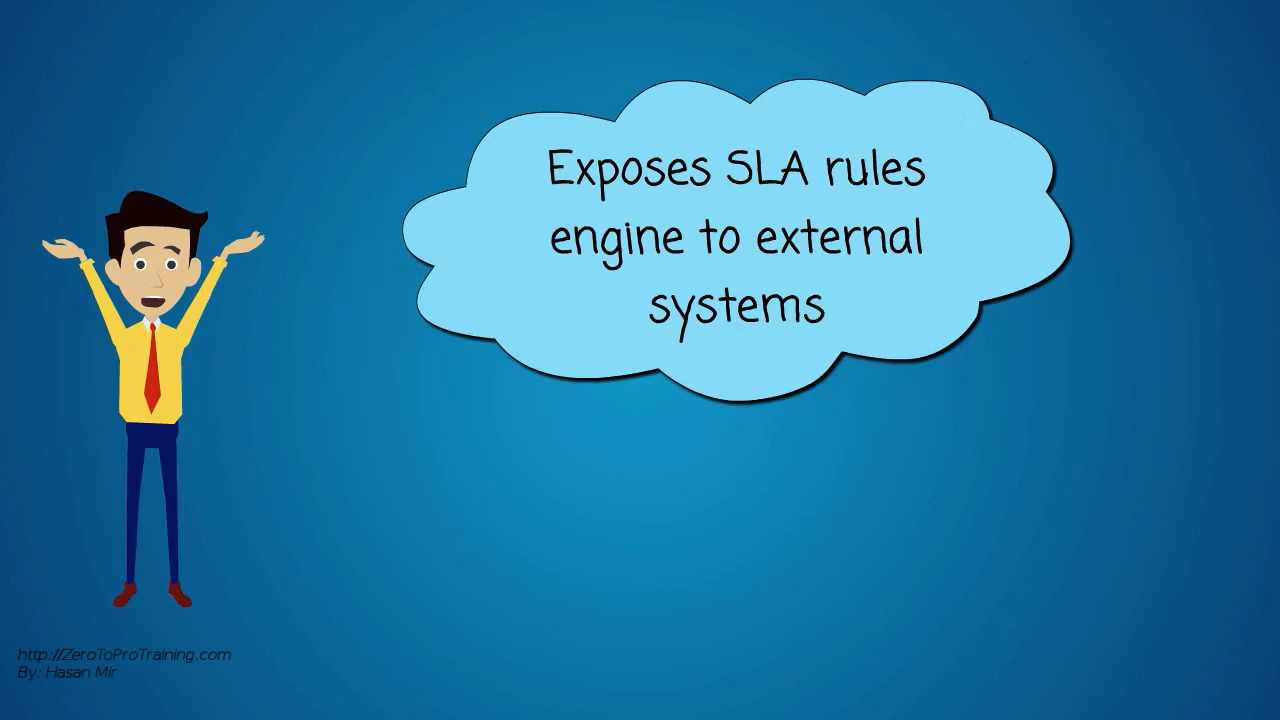 Exposes SLA rules
engine to external
systems
http://ZeroToProTraining.com
By: Hasan Mir